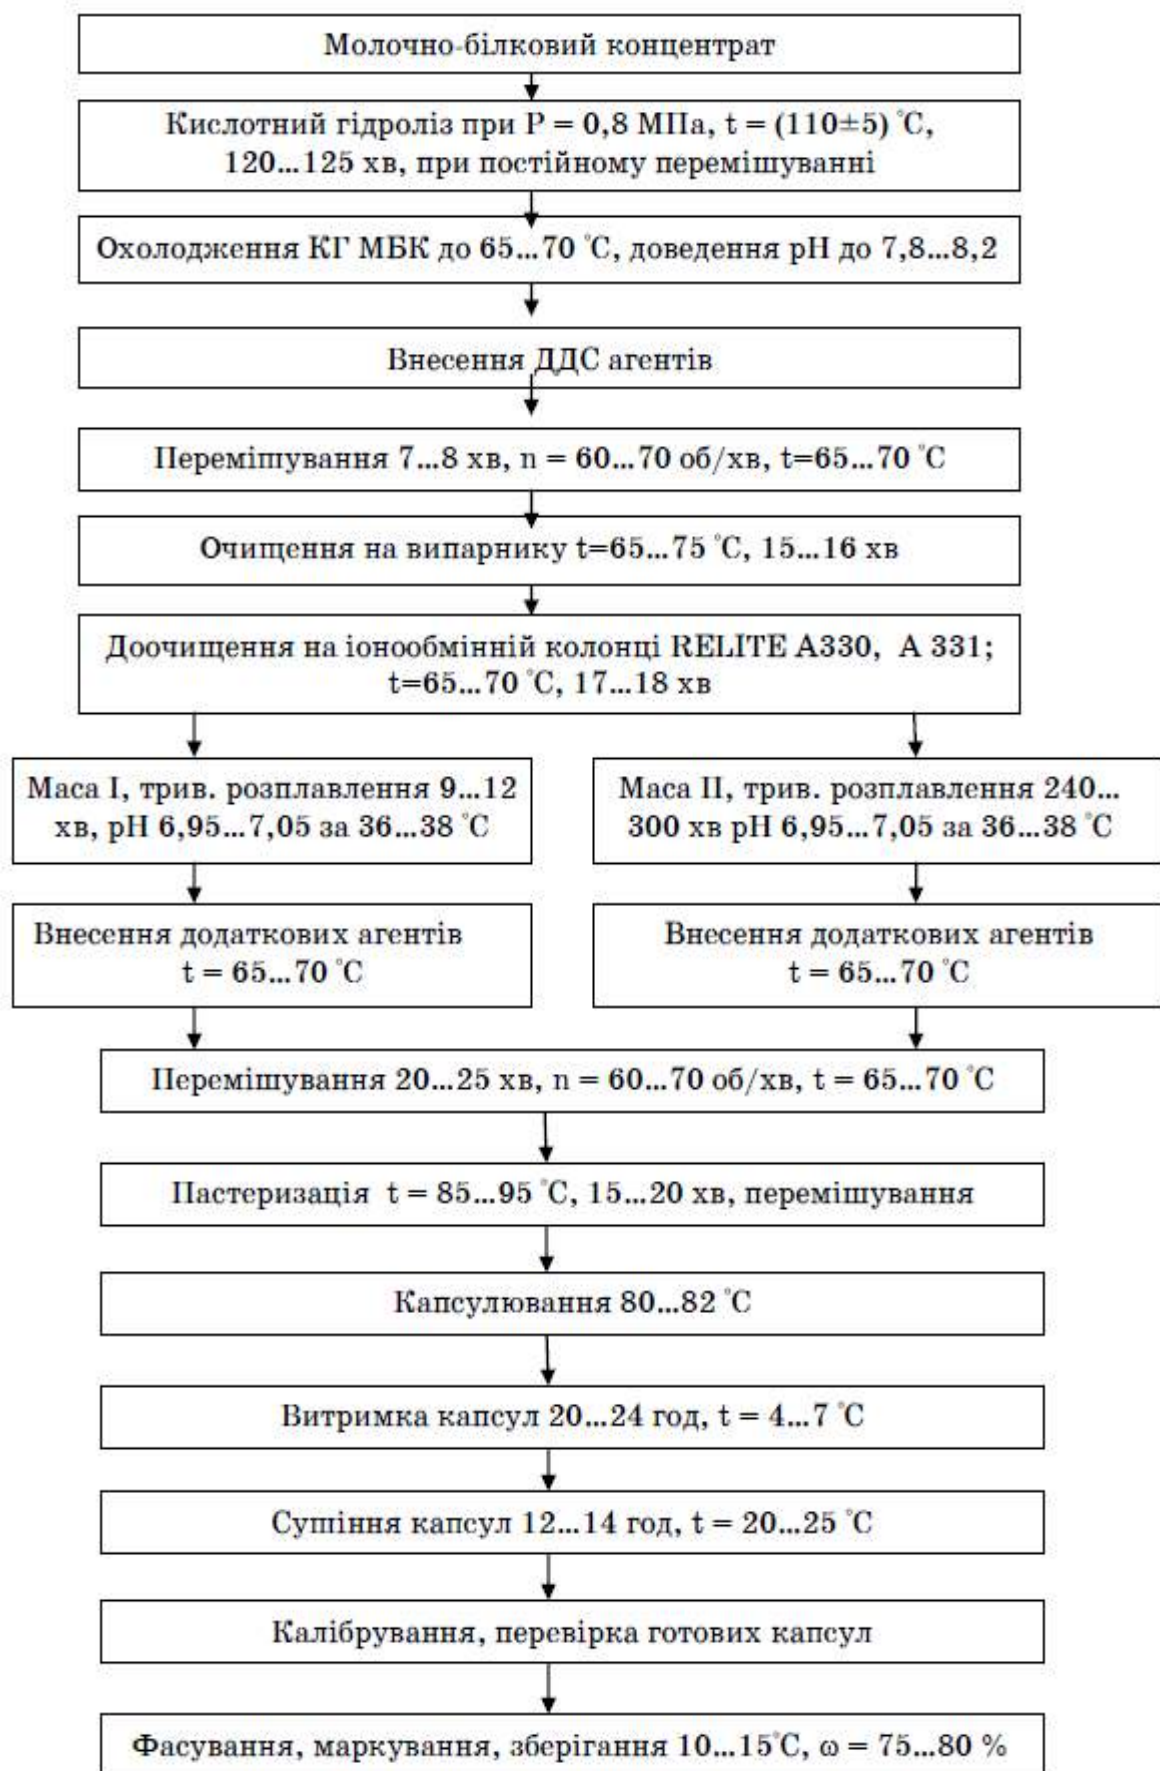 Молочно-білковий концентрат
Кислотний гідроліз при P = 0,8 МПа, t = (110±5) °C,
120...125 хв, при постійному перемішуванні
Охолодження КГ МБК до 65...70 °C, доведення pH до 7,8...8,2
Внесення ДДС агентів
Перемішування 7...8 хв, n = 60...70 об/хв, t=65...70 °C
Очищення на випарнику t=65...75 °C, 15...16 хв
Доочищення на іонообмінній колонці RELITE A330, A 331;
t=65...70 °C, 17...18 хв
Маса I, трив. розплавлення 9...12
хв, pH 6,95...7,05 за 36...38 °C
Маса II, трив. розплавлення 240...
300 хв pH 6,95...7,05 за 36...38 °C
Внесення додаткових агентів
t = 65...70 °C
Внесення додаткових агентів
t = 65...70 °C
Перемішування 20...25 хв, n = 60...70 об/хв, t = 65...70 °C
Пастеризація t = 85...95 °C, 15...20 хв, перемішування
Капсулювання 80...82 °C
Витримка капсул 20...24 год, t = 4...7 °C
Сушіння капсул 12...14 год, t = 20...25 °C
Калібрування, перевірка готових капсул
Фасування, маркування, зберігання 10...15°C, ω = 75...80 %